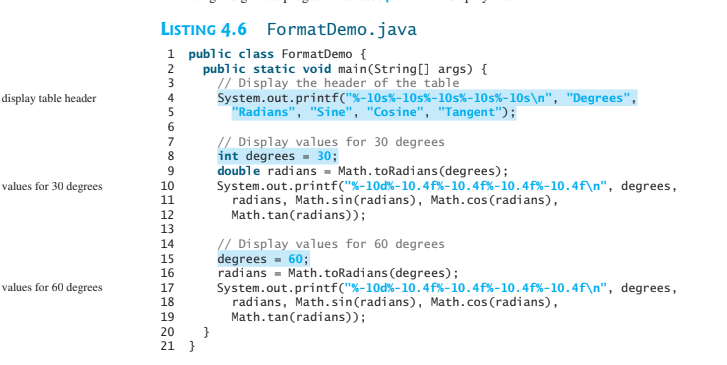 LISTING 4.6 FormatDemo.java
1 public class FormatDemo {
2 public static void main(String[] args) {
3 // Display the header of the table
display table header 4 System.out.printf("%-10s%-10s%-10s%-10s%-10s\n", "Degrees",
5 "Radians", "Sine", "Cosine", "Tangent");
6
7 // Display values for 30 degrees
8 int degrees = 30;
9 double radians = Math.toRadians(degrees);
values for 30 degrees 10 System.out.printf("%-10d%-10.4f%-10.4f%-10.4f%-10.4f\n", degrees,
11 radians, Math.sin(radians), Math.cos(radians),
12 Math.tan(radians));
13
14 // Display values for 60 degrees
15 degrees = 60;
16 radians = Math.toRadians(degrees);
values for 60 degrees 17 System.out.printf("%-10d%-10.4f%-10.4f%-10.4f%-10.4f\n", degrees,
18 radians, Math.sin(radians), Math.cos(radians),
19 Math.tan(radians));
20 }
21 }